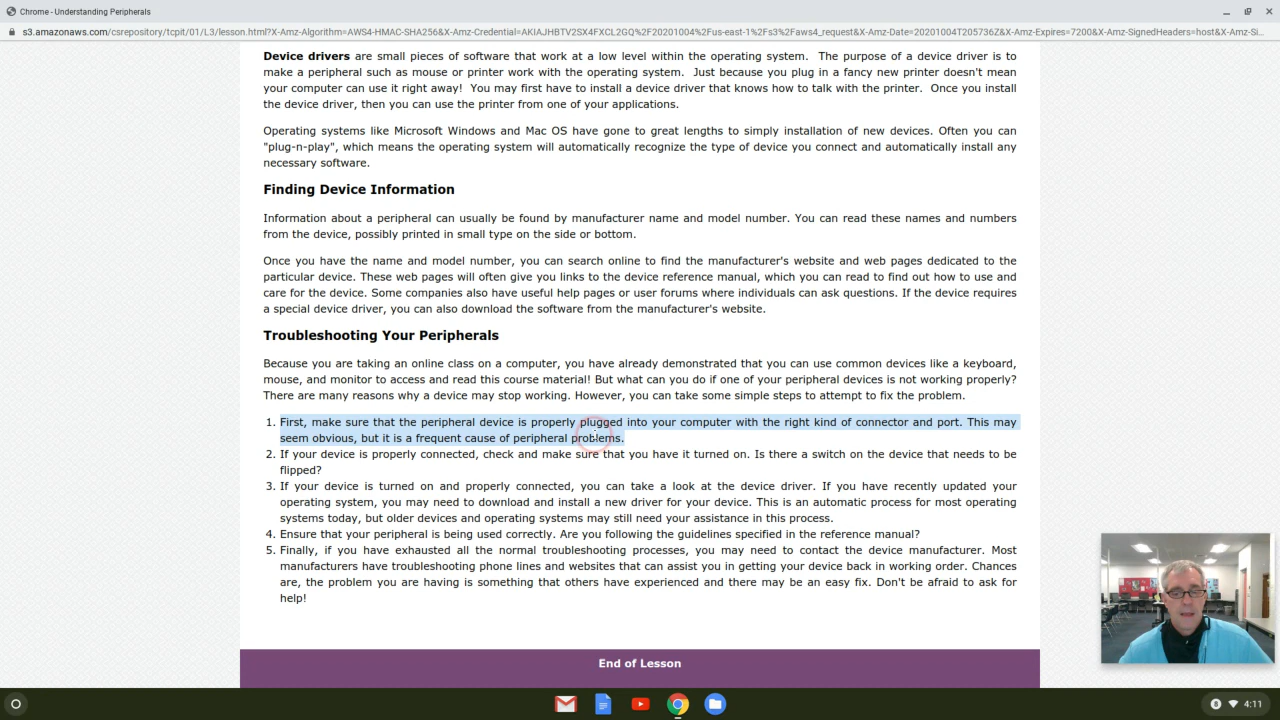 Chrome - Understanding Peripherals
s3.amazonaws.com/csrepository/tcpit/01/L3/lesson.html?X-Amz-Algorithm=AWS4-HMAC-SHA256&X-Amz-Credential=AKIAJHBTV2SX4FXCL2GQ%2F20201004%2Fus-east-1%2Fs3%2Faws4_request&X-Amz-Date=20201004T205736Z&X-Amz-Expires=7200&X-Amz-SignedHeaders=host&X-Amz-Si...
Device drivers are small pieces of software that work at a low level within the operating system. The purpose of a device driver is to
make a peripheral such as mouse or printer work with the operating system. Just because you plug in a fancy new printer doesn't mean
your computer can use it right away! You may first have to install a device driver that knows how to talk with the printer. Once you install
the device driver, then you can use the printer from one of your applications.
Operating systems like Microsoft Windows and Mac OS have gone to great lengths to simply installation of new devices. Often you can
"plug-n-play", which means the operating system will automatically recognize the type of device you connect and automatically install any
necessary software.
Finding Device Information
Information about a peripheral can usually be found by manufacturer name and model number. You can read these names and numbers
from the device, possibly printed in small type on the side or bottom.
Once you have the name and model number, you can search online to find the manufacturer's website and web pages dedicated to the
particular device. These web pages will often give you links to the device reference manual, which you can read to find out how to use and
care for the device. Some companies also have useful help pages or user forums where individuals can ask questions. If the device requires
a special device driver, you can also download the software from the manufacturer's website.
Troubleshooting Your Peripherals
Because you are taking an online class on a computer, you have already demonstrated that you can use common devices like a keyboard,
mouse, and monitor to access and read this course material! But what can you do if one of your peripheral devices is not working properly?
There are many reasons why a device may stop working. However, you can take some simple steps to attempt to fix the problem.
1. First, make sure that the peripheral device is properly plugged into your computer with the right kind of connector and port. This may
seem obvious, but it is a frequent cause of peripheral problems.
2. If your device is properly connected, check and make sure that you have it turned on. Is there a switch on the device that needs to be
flipped?
3. If your device is turned on and properly connected, you can take a look at the device driver. If you have recently updated your
operating system, you may need to download and install a new driver for your device. This is an automatic process for most operating
systems today, but older devices and operating systems may still need your assistance in this process.
4. Ensure that your peripheral is being used correctly. Are you following the guidelines specified in the reference manual?
5. Finally, if you have exhausted all the normal troubleshooting processes, you may need to contact the device manufacturer. Most
manufacturers have troubleshooting phone lines and websites that can assist you in getting your device back in working order. Chances
are, the problem you are having is something that others have experienced and there may be an easy fix. Don't be afraid to ask for
help!
End of Lesson
8 4:11